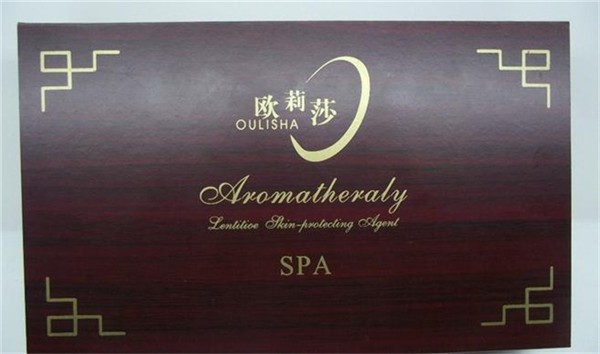 欧莉莎
OULISHA
Aromatheraly
Lentitioe Skin-protecting Agent
SPA